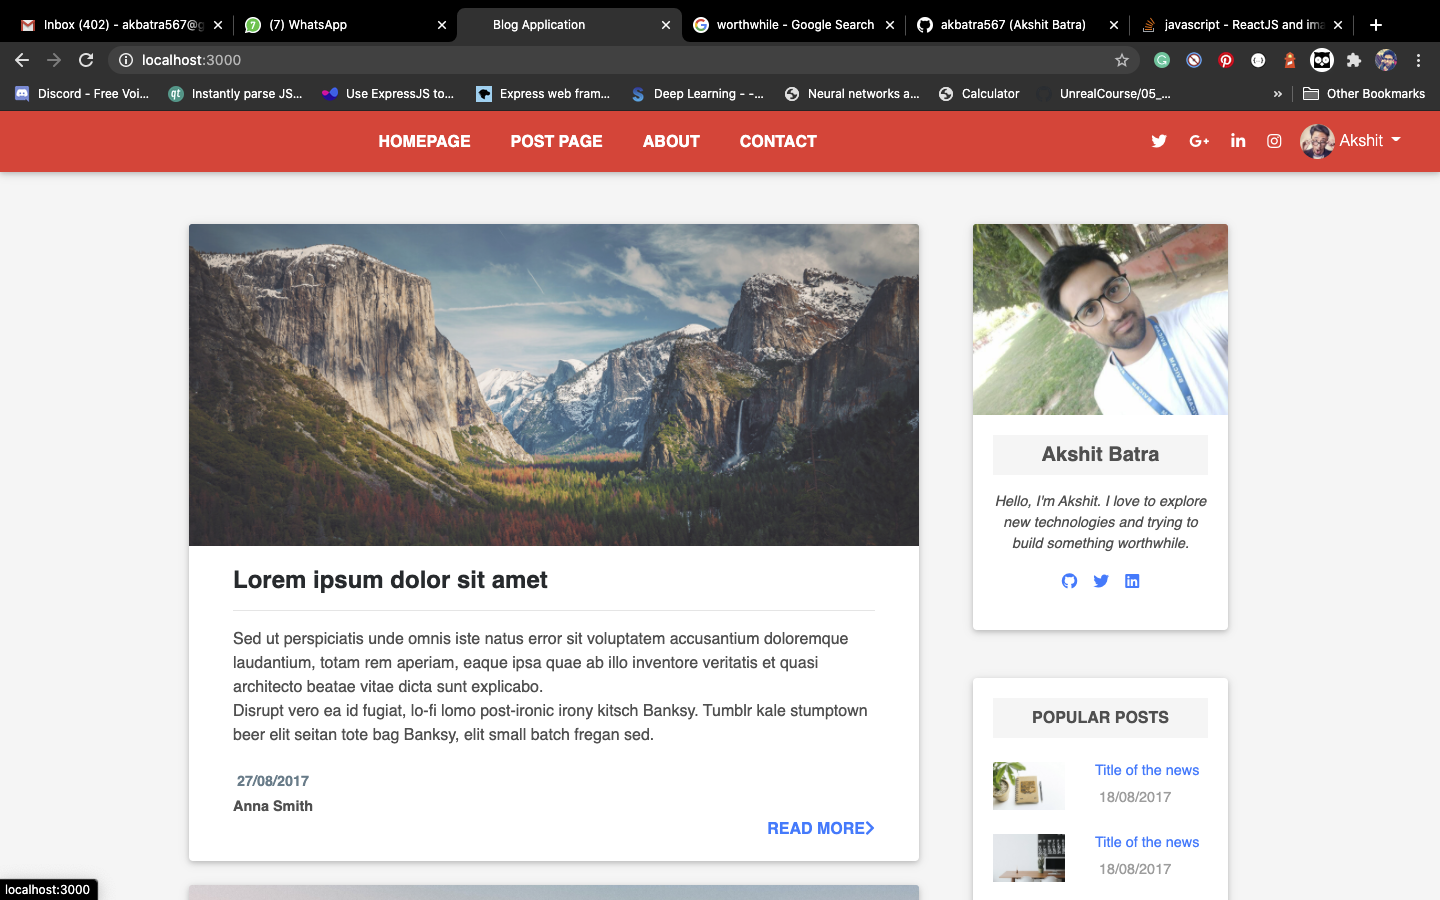 Inbox (402) - akbatra567@g
7
(7) WhatsApp
Blog Application
worthwhile - Google Search
akbatra567 (Akshit Batra)
javascript - ReactJS and ima
localhost:3000
Discord - Free Voi...
Instantly parse JS...
Use ExpressJS to...
Express web fram...
Deep Learning - -...
Neural networks a...
Calculator
UnrealCourse/05_...
»
Other Bookmarks
HOMEPAGE
POST PAGE
ABOUT
CONTACT
Akshit
Lorem ipsum dolor sit amet
Sed ut perspiciatis unde omnis iste natus error sit voluptatem accusantium doloremque
laudantium, totam rem aperiam, eaque ipsa quae ab illo inventore veritatis et quasi
architecto beatae vitae dicta sunt explicabo.
Disrupt vero ea id fugiat, lo-fi lomo post-ironic irony kitsch Banksy. Tumblr kale stumptown
beer elit seitan tote bag Banksy, elit small batch fregan sed.
27/08/2017
Anna Smith
READ MORE
Akshit Batra
Hello, I'm Akshit. I love to explore
new technologies and trying to
build something worthwhile.
POPULAR POSTS
Title of the news
18/08/2017
Title of the news
18/08/2017
localhost:3000